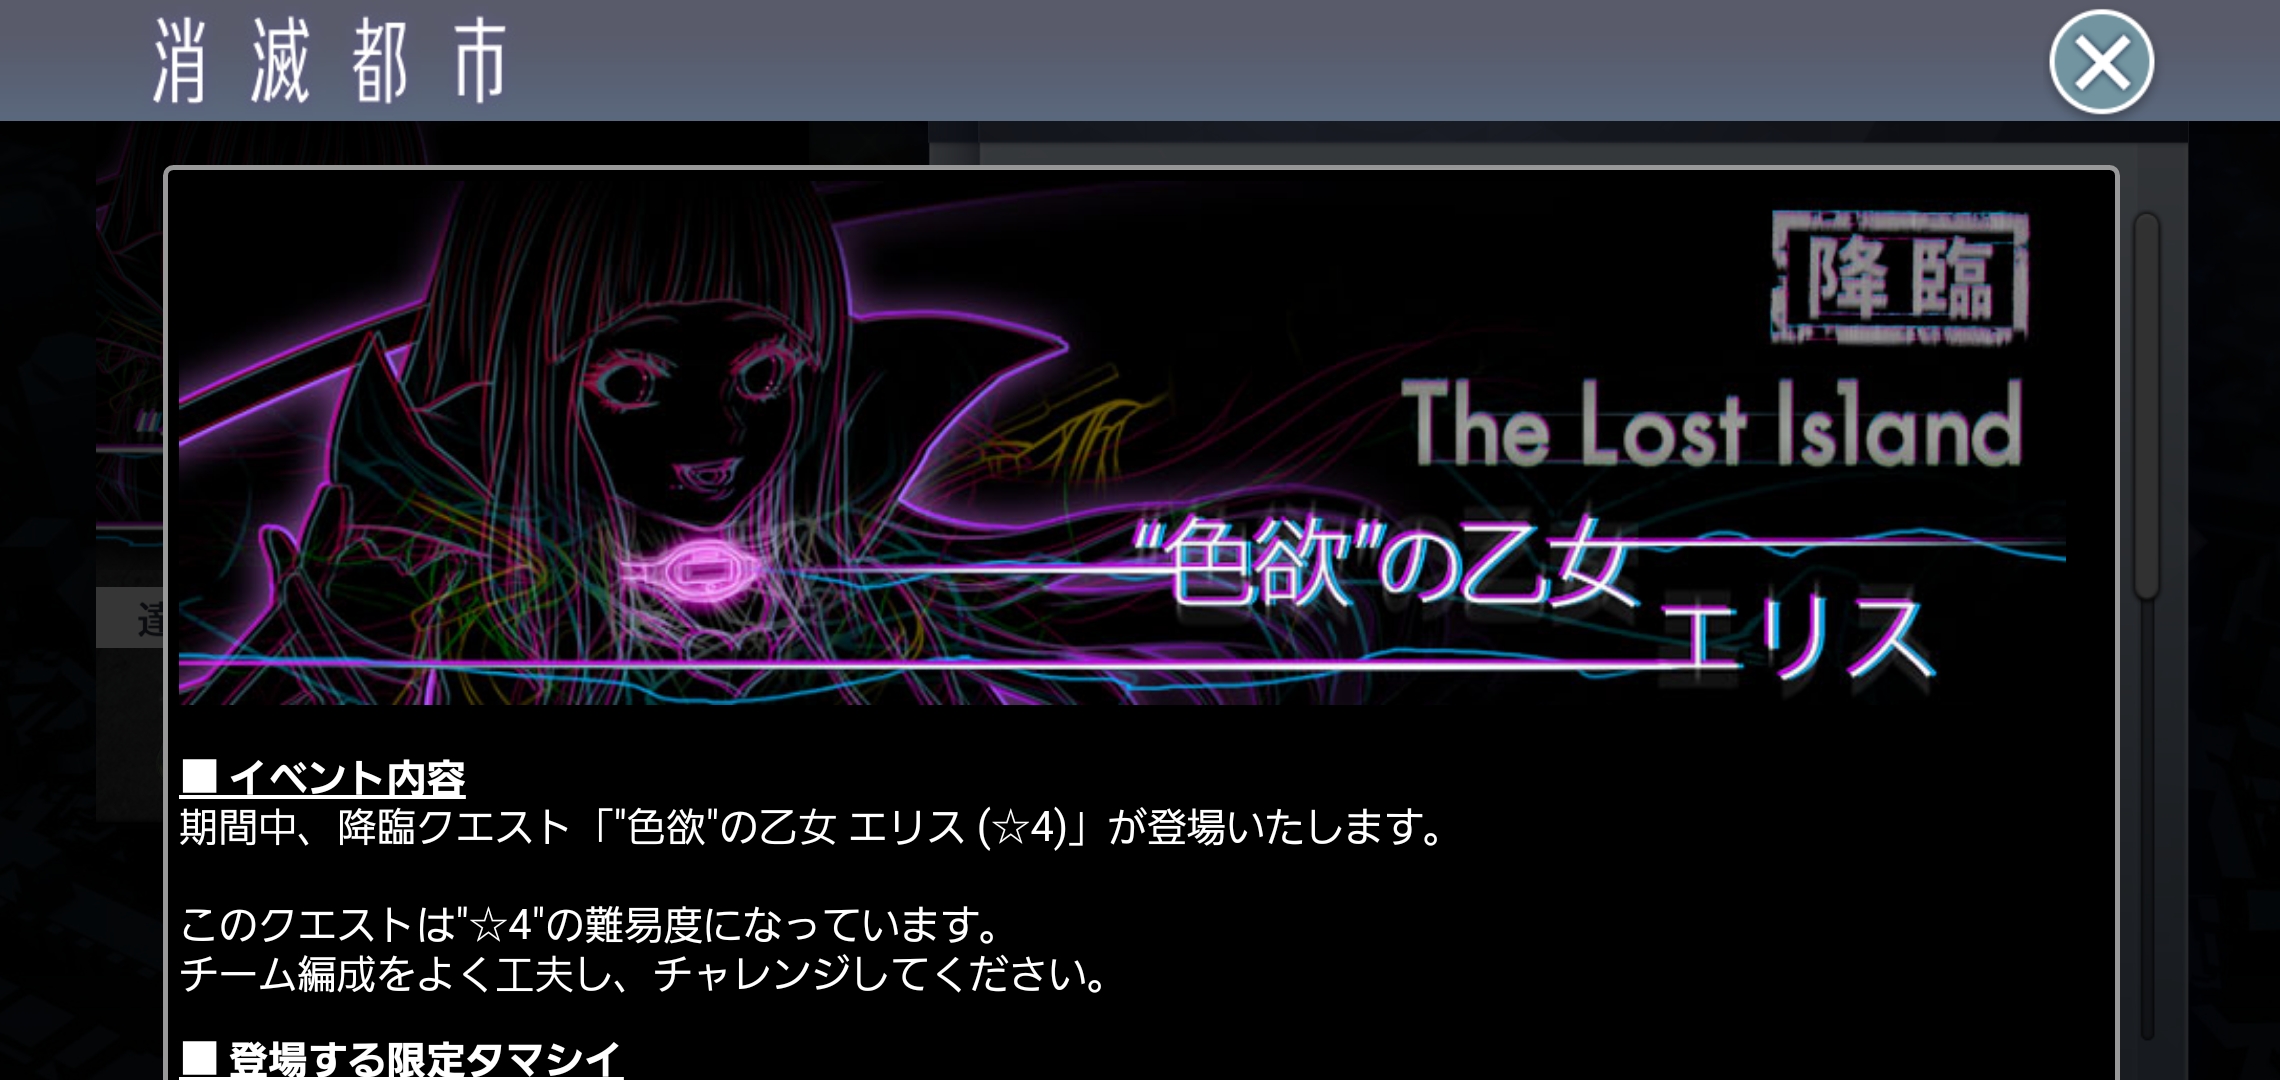 消滅都市
降臨
The Lost Island
"色欲"の乙女
エリス
■ イベント内容
期間中、降臨クエスト「"色欲"の乙女 エリス (☆4)」が登場いたします。
このクエストは"☆4"の難易度になっています。
チーム編成をよく工夫し、チャレンジしてください。
■ 登場する限定タマシイ